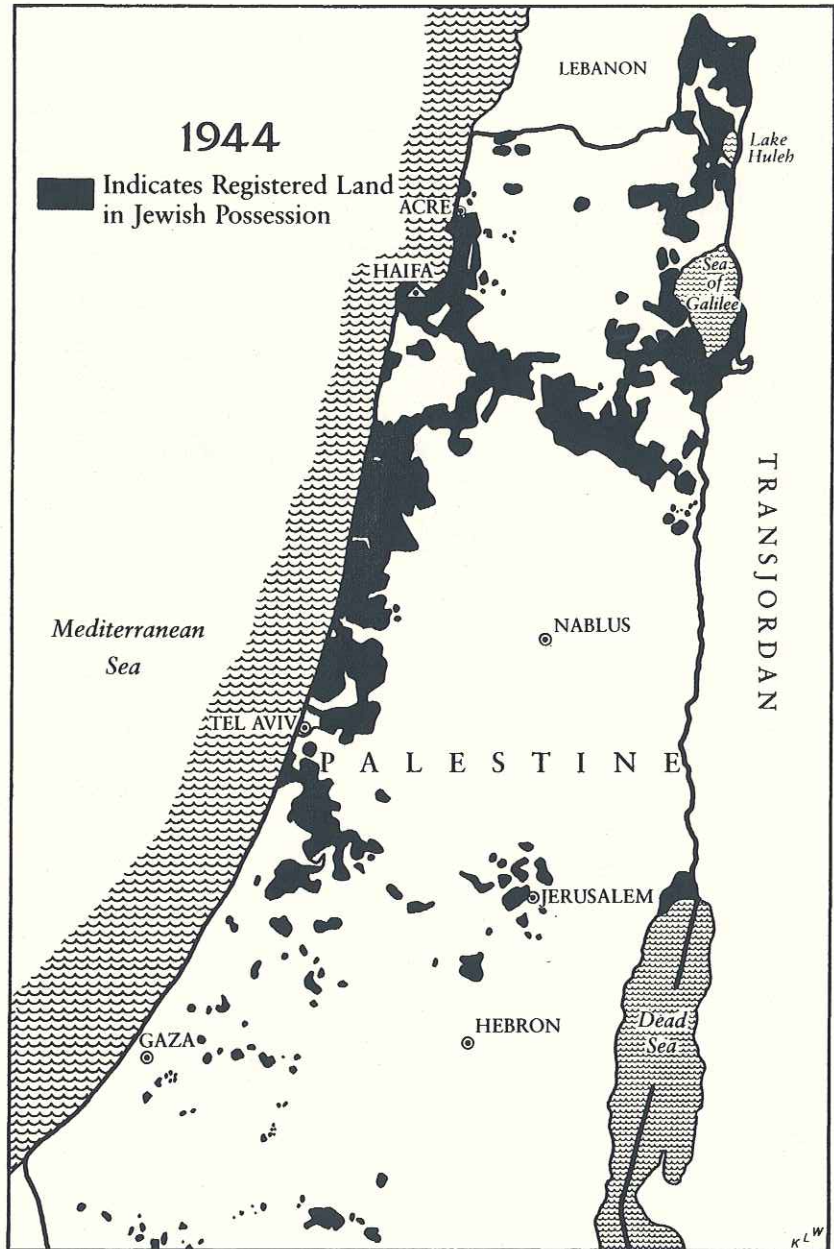 LEBANON
1944
Indicates Registered Land
in Jewish Possession
Lake
Huleh
ACRE
HAIFA
Sea
of
Galilee
TRANSJORDAN
Mediterranean
Sea
NABLUS
TEL AVIV
PALESTINE
JERUSALEM
HEBRON
Dead
Sea
GAZA
KLW